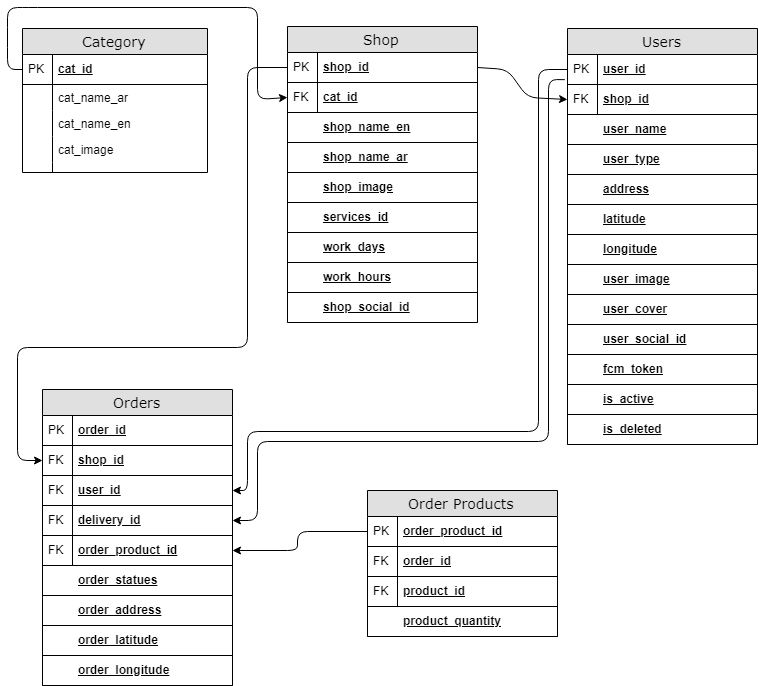 Category
PK cat_id
cat_name_ar
cat_name_en
cat_image
Shop
PK shop_id
FK cat_id
shop_name_en
shop_name_ar
shop_image
services_id
work_days
work_hours
shop_social_id
Users
PK user_id
FK shop_id
user_name
user_type
address
latitude
longitude
user_image
user_cover
user_social_id
fcm_token
is_active
is_deleted
Orders
PK order_id
FK shop_id
FK user_id
FK delivery_id
FK order_product_id
order_statues
order_address
order_latitude
order_longitude
Order Products
PK order_product_id
FK order_id
FK product_id
product_quantity